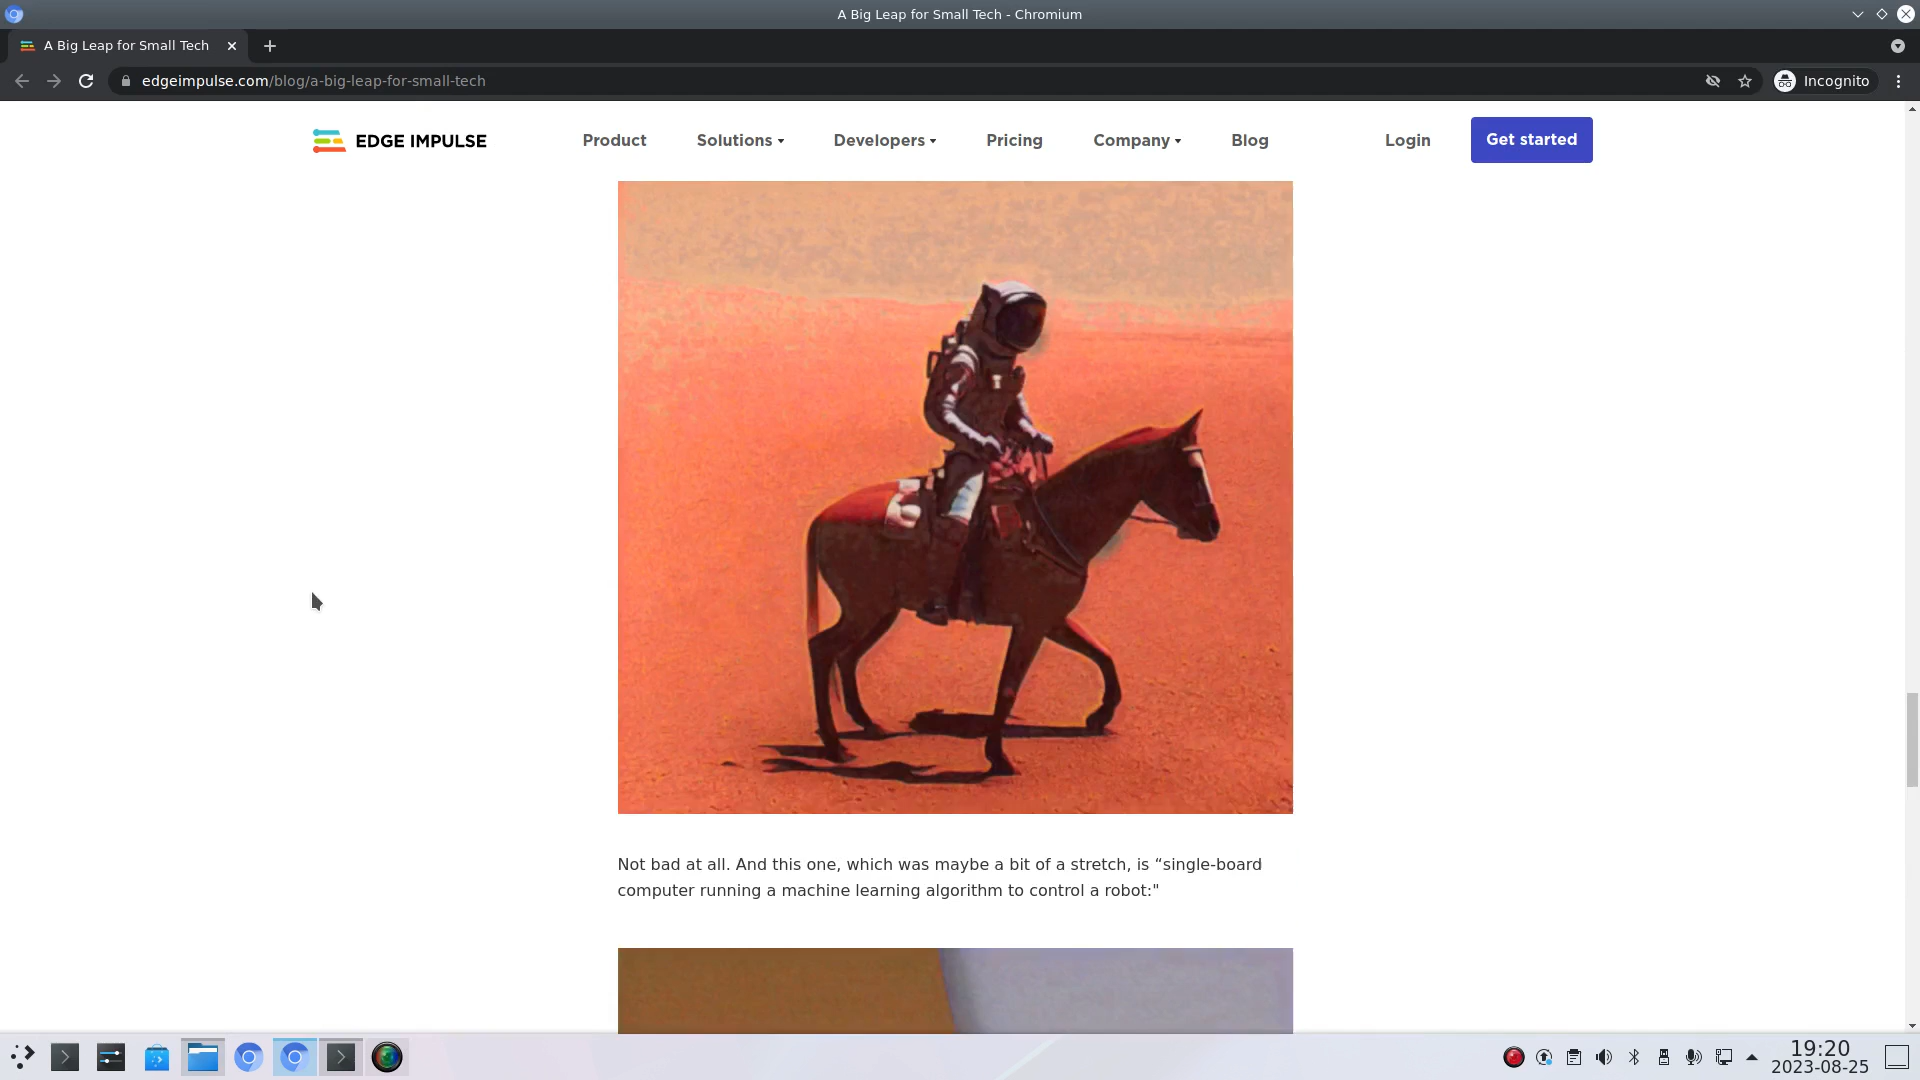 A Big Leap for Small Tech - Chromium
A Big Leap for Small Tech
edgeimpulse.com/blog/a-big-leap-for-small-tech
Incognito
EDGE IMPULSE
Product
Solutions
Developers
Pricing
Company
Blog
Login
Get started
Not bad at all. And this one, which was maybe a bit of a stretch, is “single-board
computer running a machine learning algorithm to control a robot:"
19:20
2023-08-25